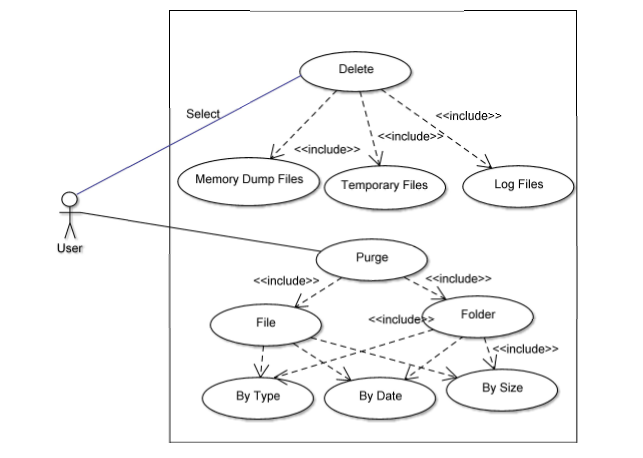 Delete
Select
<<include>>
<<include>>
<<include>>
Memory Dump Files
Temporary Files
Log Files
User
Purge
<<include>>
<<include>>
File
<<include>>
Folder
<<include>>
By Type
By Date
By Size